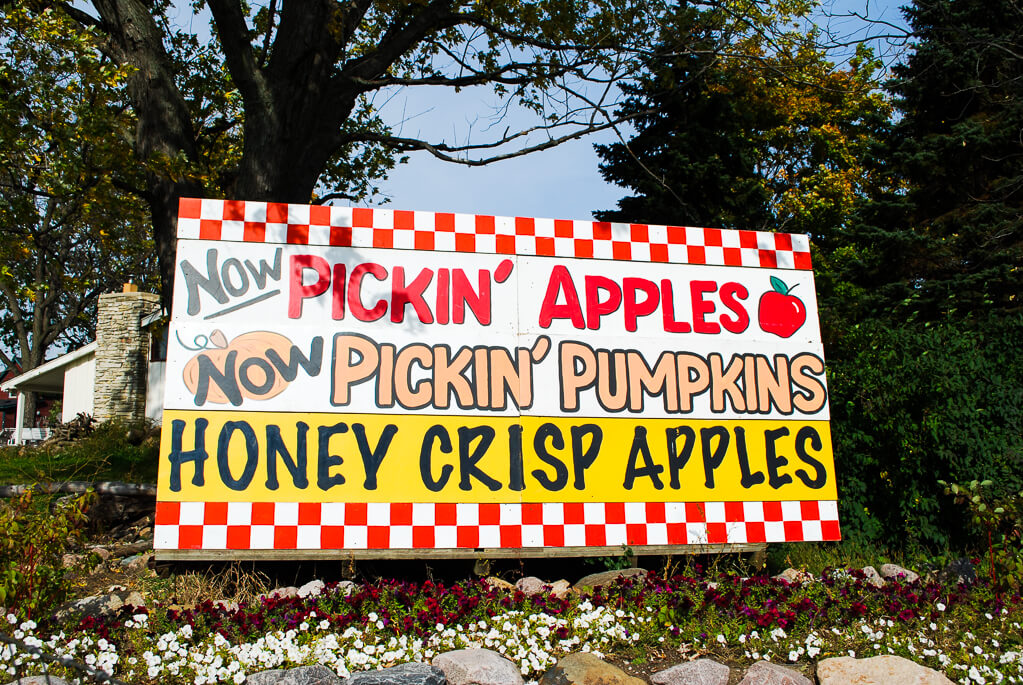 Now PICKIN' APPLES
Now PICKIN' PUMPKINS
HONEY CRISP APPLES